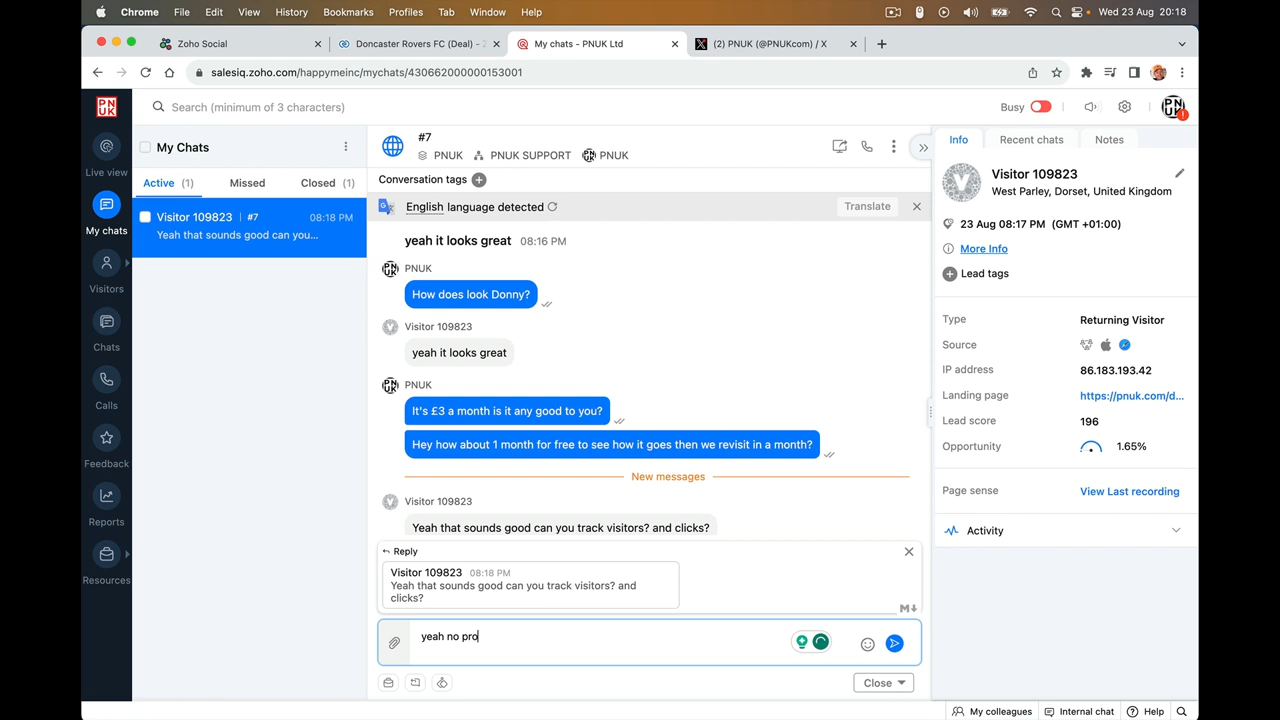 Chrome File Edit View History Bookmarks Profiles Tab Window Help Wed 23 Aug 20:18
Zoho Social
Doncaster Rovers FC (Deal) - Z
My chats - PNUK Ltd
(2) PNUK (@PNUKcom) / X
salesiq.zoho.com/happymeinc/mychats/430662000000153001
PN
UK
Search (minimum of 3 characters)
Busy
PN
UK
Live view
My chats
Visitors
Chats
Calls
Feedback
Reports
Resources
My Chats
Active (1) Missed Closed (1)
Visitor 109823 #7 08:18 PM
Yeah that sounds good can you...
#7
PNUK PNUK SUPPORT PNUK
Conversation tags
English language detected
Translate
yeah it looks great 08:16 PM
PNUK
How does look Donny?
Visitor 109823
yeah it looks great
PNUK
It's £3 a month is it any good to you?
Hey how about 1 month for free to see how it goes then we revisit in a month?
New messages
Visitor 109823
Yeah that sounds good can you track visitors? and clicks?
Reply
Visitor 109823 08:18 PM
Yeah that sounds good can you track visitors? and
clicks?
M
yeah no pro
Close
Info Recent chats Notes
Visitor 109823
West Parley, Dorset, United Kingdom
23 Aug 08:17 PM (GMT +01:00)
More Info
Lead tags
Type Returning Visitor
Source
IP address 86.183.193.42
Landing page https://pnuk.com/d...
Lead score 196
Opportunity 1.65%
Page sense View Last recording
Activity
My colleagues Internal chat Help